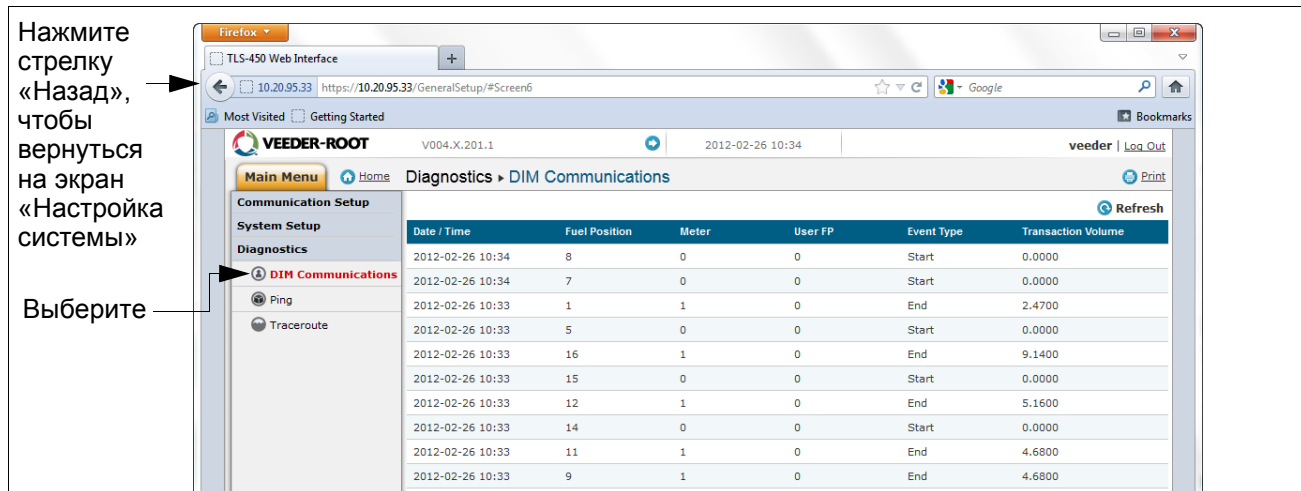 Нажмите
стрелку
«Назад»,
чтобы
вернуться
на экран
«Настройка
системы»
Выберите
Firefox
TLS-450 Web Interface
10.20.95.33 https://10.20.95.33/GeneralSetup/#Screen6
Google
Most Visited Getting Started
Bookmarks
VEEDER-ROOT V004.X.201.1 2012-02-26 10:34 veeder | Log Out
Main Menu Home Diagnostics ▸ DIM Communications Print
Communication Setup
System Setup
Diagnostics
DIM Communications
Ping
Traceroute
Refresh
Date / Time Fuel Position Meter User FP Event Type Transaction Volume
2012-02-26 10:34 8 0 0 Start 0.0000
2012-02-26 10:34 7 0 0 Start 0.0000
2012-02-26 10:33 1 1 0 End 2.4700
2012-02-26 10:33 5 0 0 Start 0.0000
2012-02-26 10:33 16 1 0 End 9.1400
2012-02-26 10:33 15 0 0 Start 0.0000
2012-02-26 10:33 12 1 0 End 5.1600
2012-02-26 10:33 14 0 0 Start 0.0000
2012-02-26 10:33 11 1 0 End 4.6800
2012-02-26 10:33 9 1 0 End 4.6800